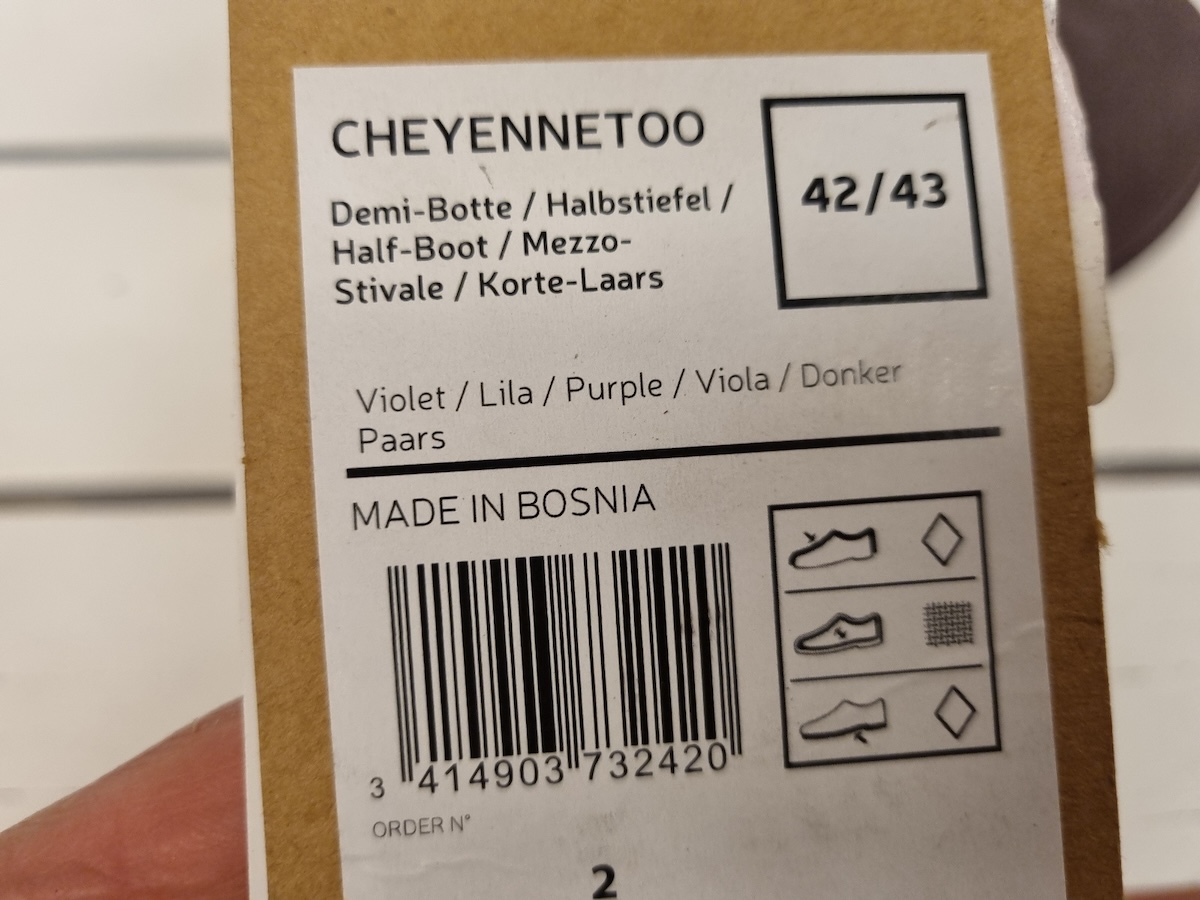 CHEYENNETOO
42/43
Demi-Botte / Halbstiefel /
Half-Boot / Mezzo-
Stivale / Korte-Laars
Violet / Lila / Purple / Viola / Donker
Paars
MADE IN BOSNIA
3 414903 732420
ORDER N°
2